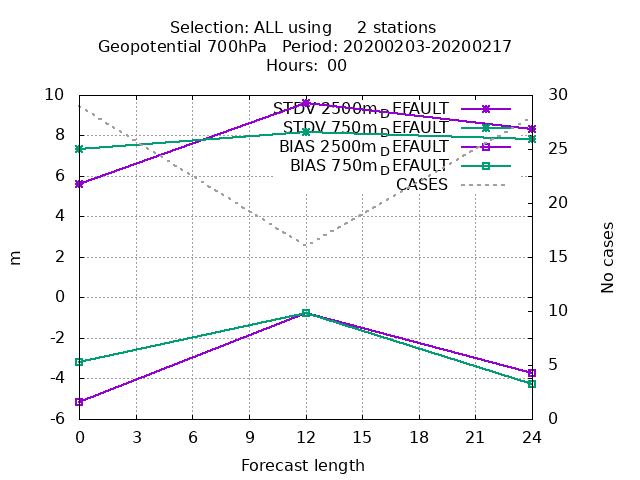 Selection: ALL using     2 stations
Geopotential 700hPa   Period: 20200203-20200217
Hours:  00
STDV 2500m_DEFAULT
STDV 750m_DEFAULT
BIAS 2500m_DEFAULT
BIAS 750m_DEFAULT
CASES
10
8
6
4
2
0
-2
-4
-6
m
30
25
20
15
10
5
0
No cases
0 3 6 9 12 15 18 21 24
Forecast length